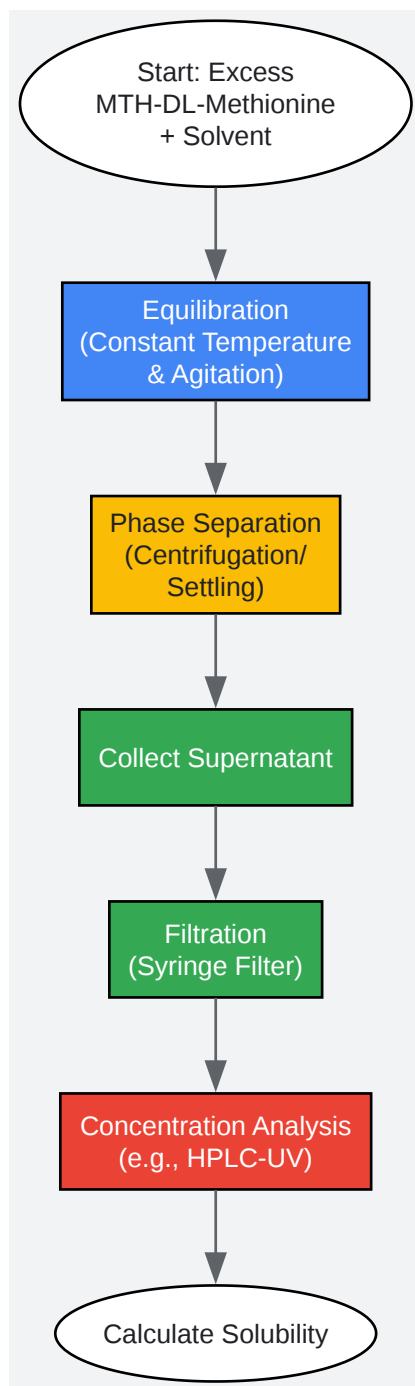 Start: Excess
MTH-DL-Methionine
+ Solvent
Equilibration
(Constant Temperature
& Agitation)
Phase Separation
(Centrifugation/
Settling)
Collect Supernatant
Filtration
(Syringe Filter)
Concentration Analysis
(e.g., HPLC-UV)
Calculate Solubility